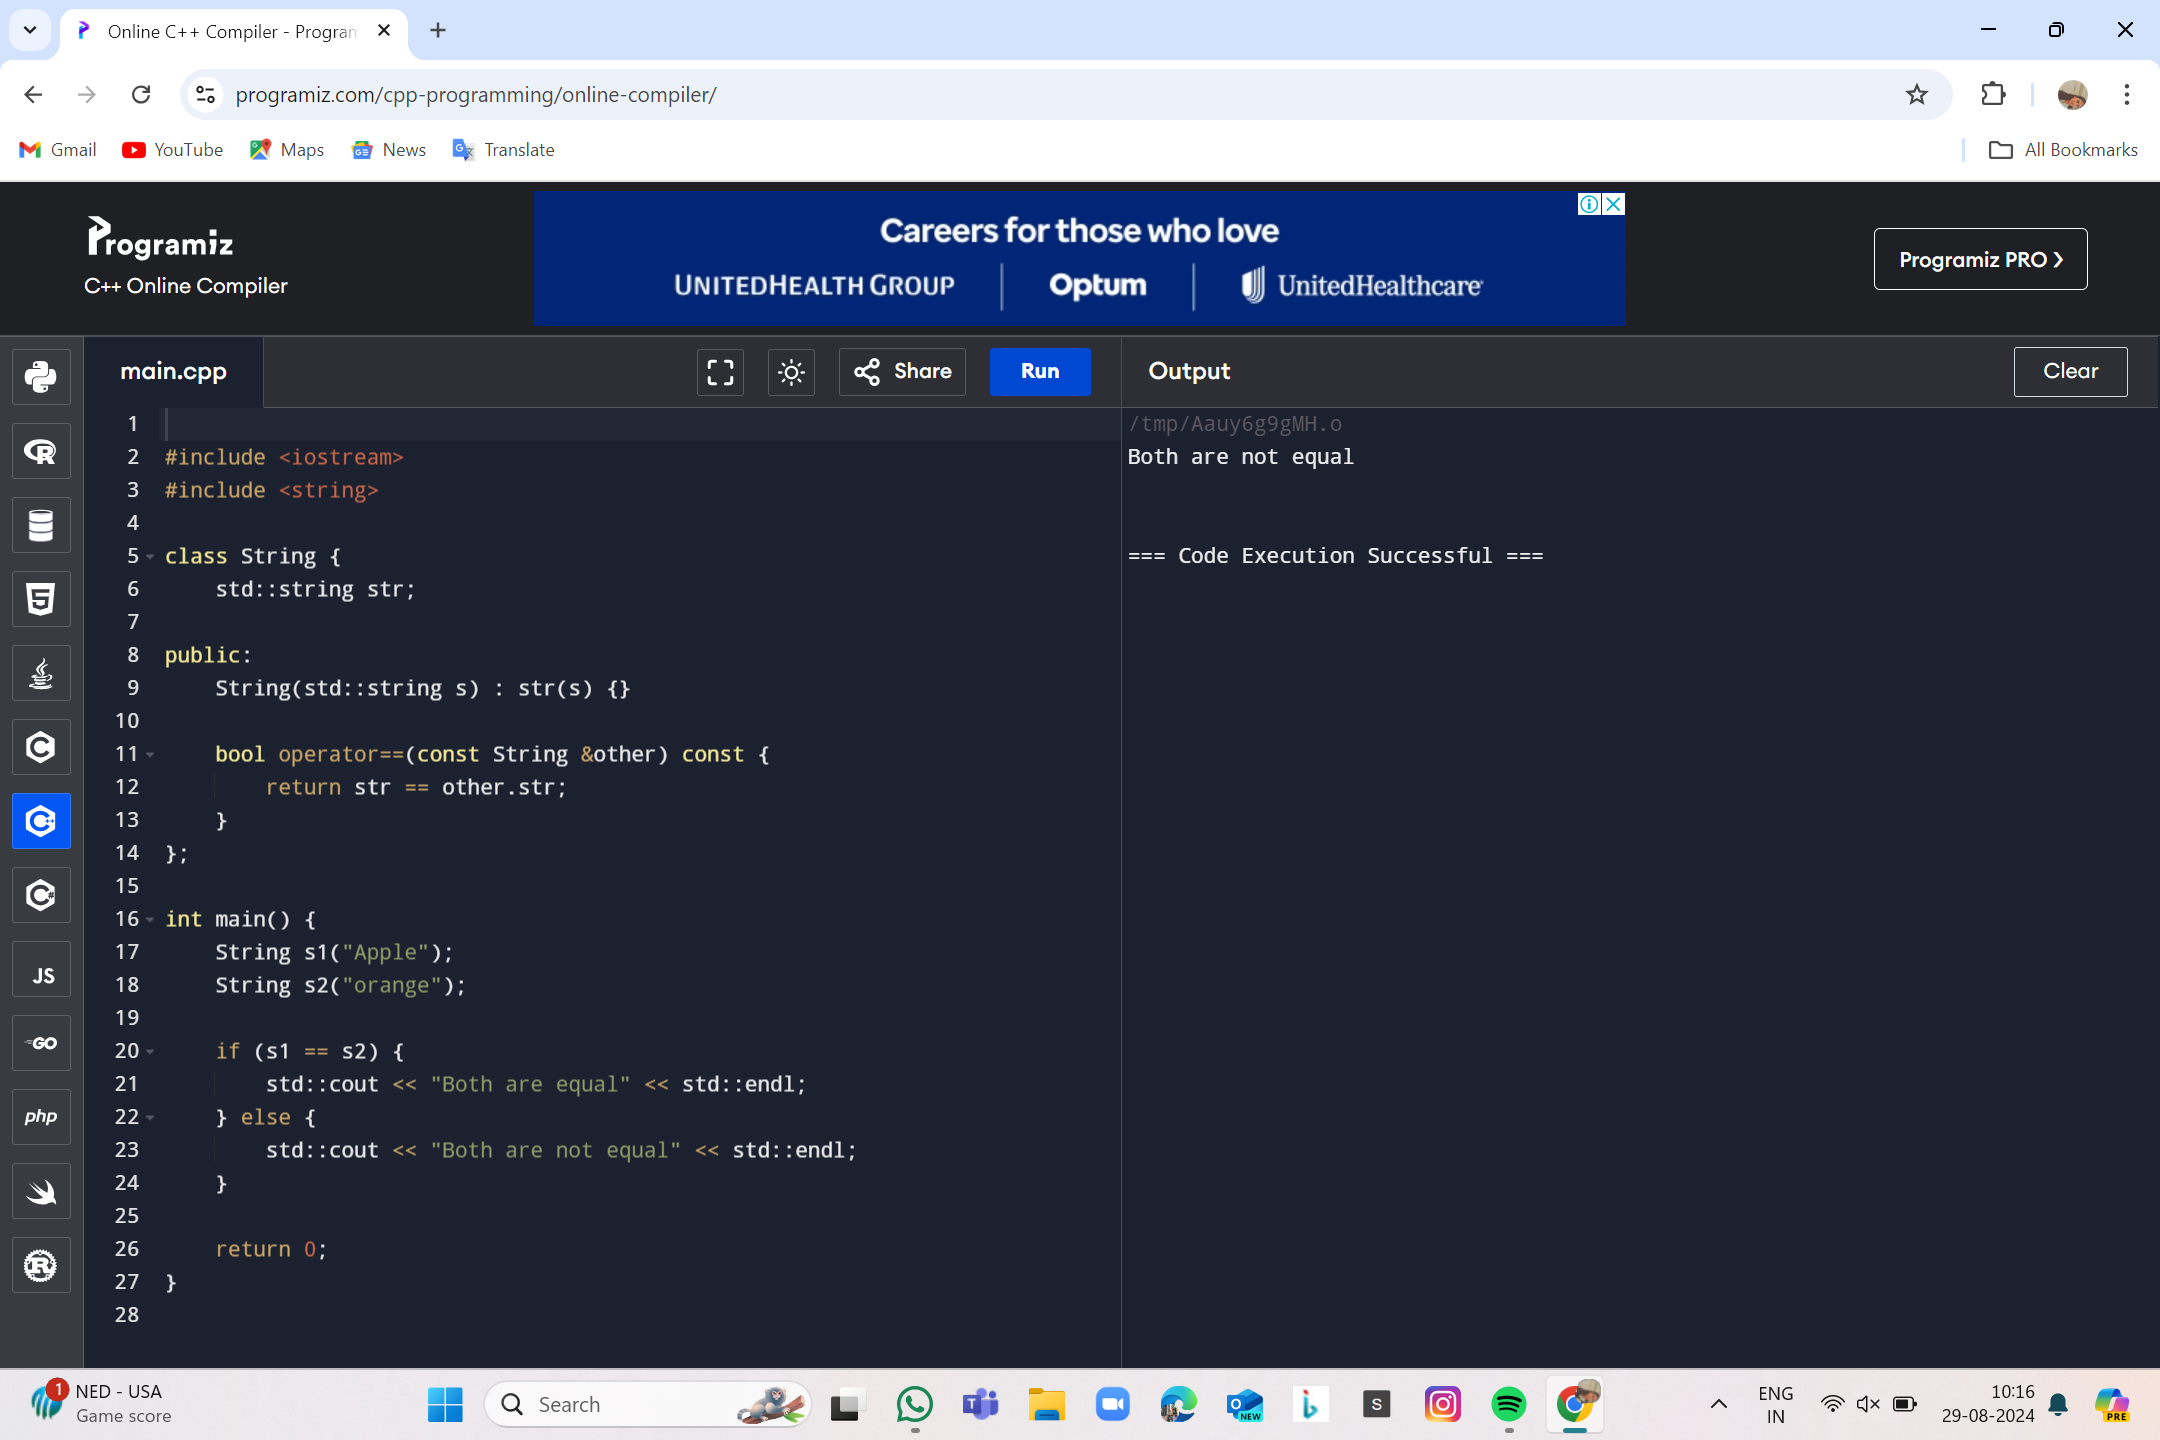 Online C++ Compiler - Program
programiz.com/cpp-programming/online-compiler/
Gmail YouTube Maps News Translate All Bookmarks
Programiz
C++ Online Compiler
Careers for those who love
UNITEDHEALTH GROUP Optum UnitedHealthcare
Programiz PRO ❯
main.cpp Share Run Output Clear
1
2 #include <iostream>
3 #include <string>
4
5 class String {
6     std::string str;
7
8 public:
9     String(std::string s) : str(s) {}
10
11     bool operator==(const String &other) const {
12         return str == other.str;
13     }
14 };
15
16 int main() {
17     String s1("Apple");
18     String s2("orange");
19
20     if (s1 == s2) {
21         std::cout << "Both are equal" << std::endl;
22     } else {
23         std::cout << "Both are not equal" << std::endl;
24     }
25
26     return 0;
27 }
28
/tmp/Aauy6g9gMH.o
Both are not equal
=== Code Execution Successful ===
R
5
C
C
C
JS
GO
php
R
1
NED - USA
Game score
Search
NEW
S
ENG
IN
10:16
29-08-2024
PRE